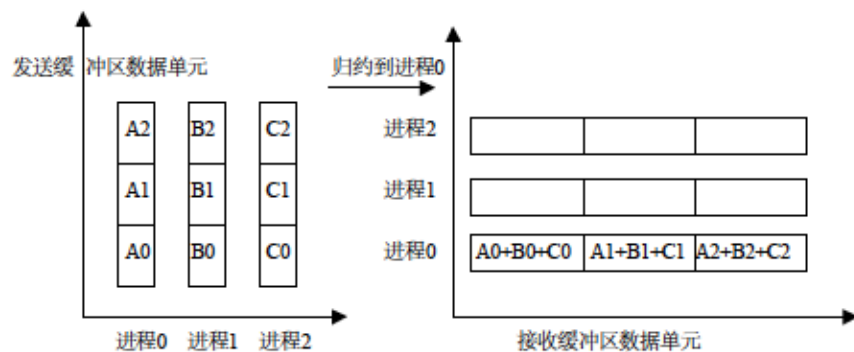 发送缓 冲区数据单元
A2 B2 C2
A1 B1 C1
A0 B0 C0
进程0 进程1 进程2
归约到进程0
进程2
进程1
进程0 A0+B0+C0 A1+B1+C1 A2+B2+C2
接收缓冲区数据单元